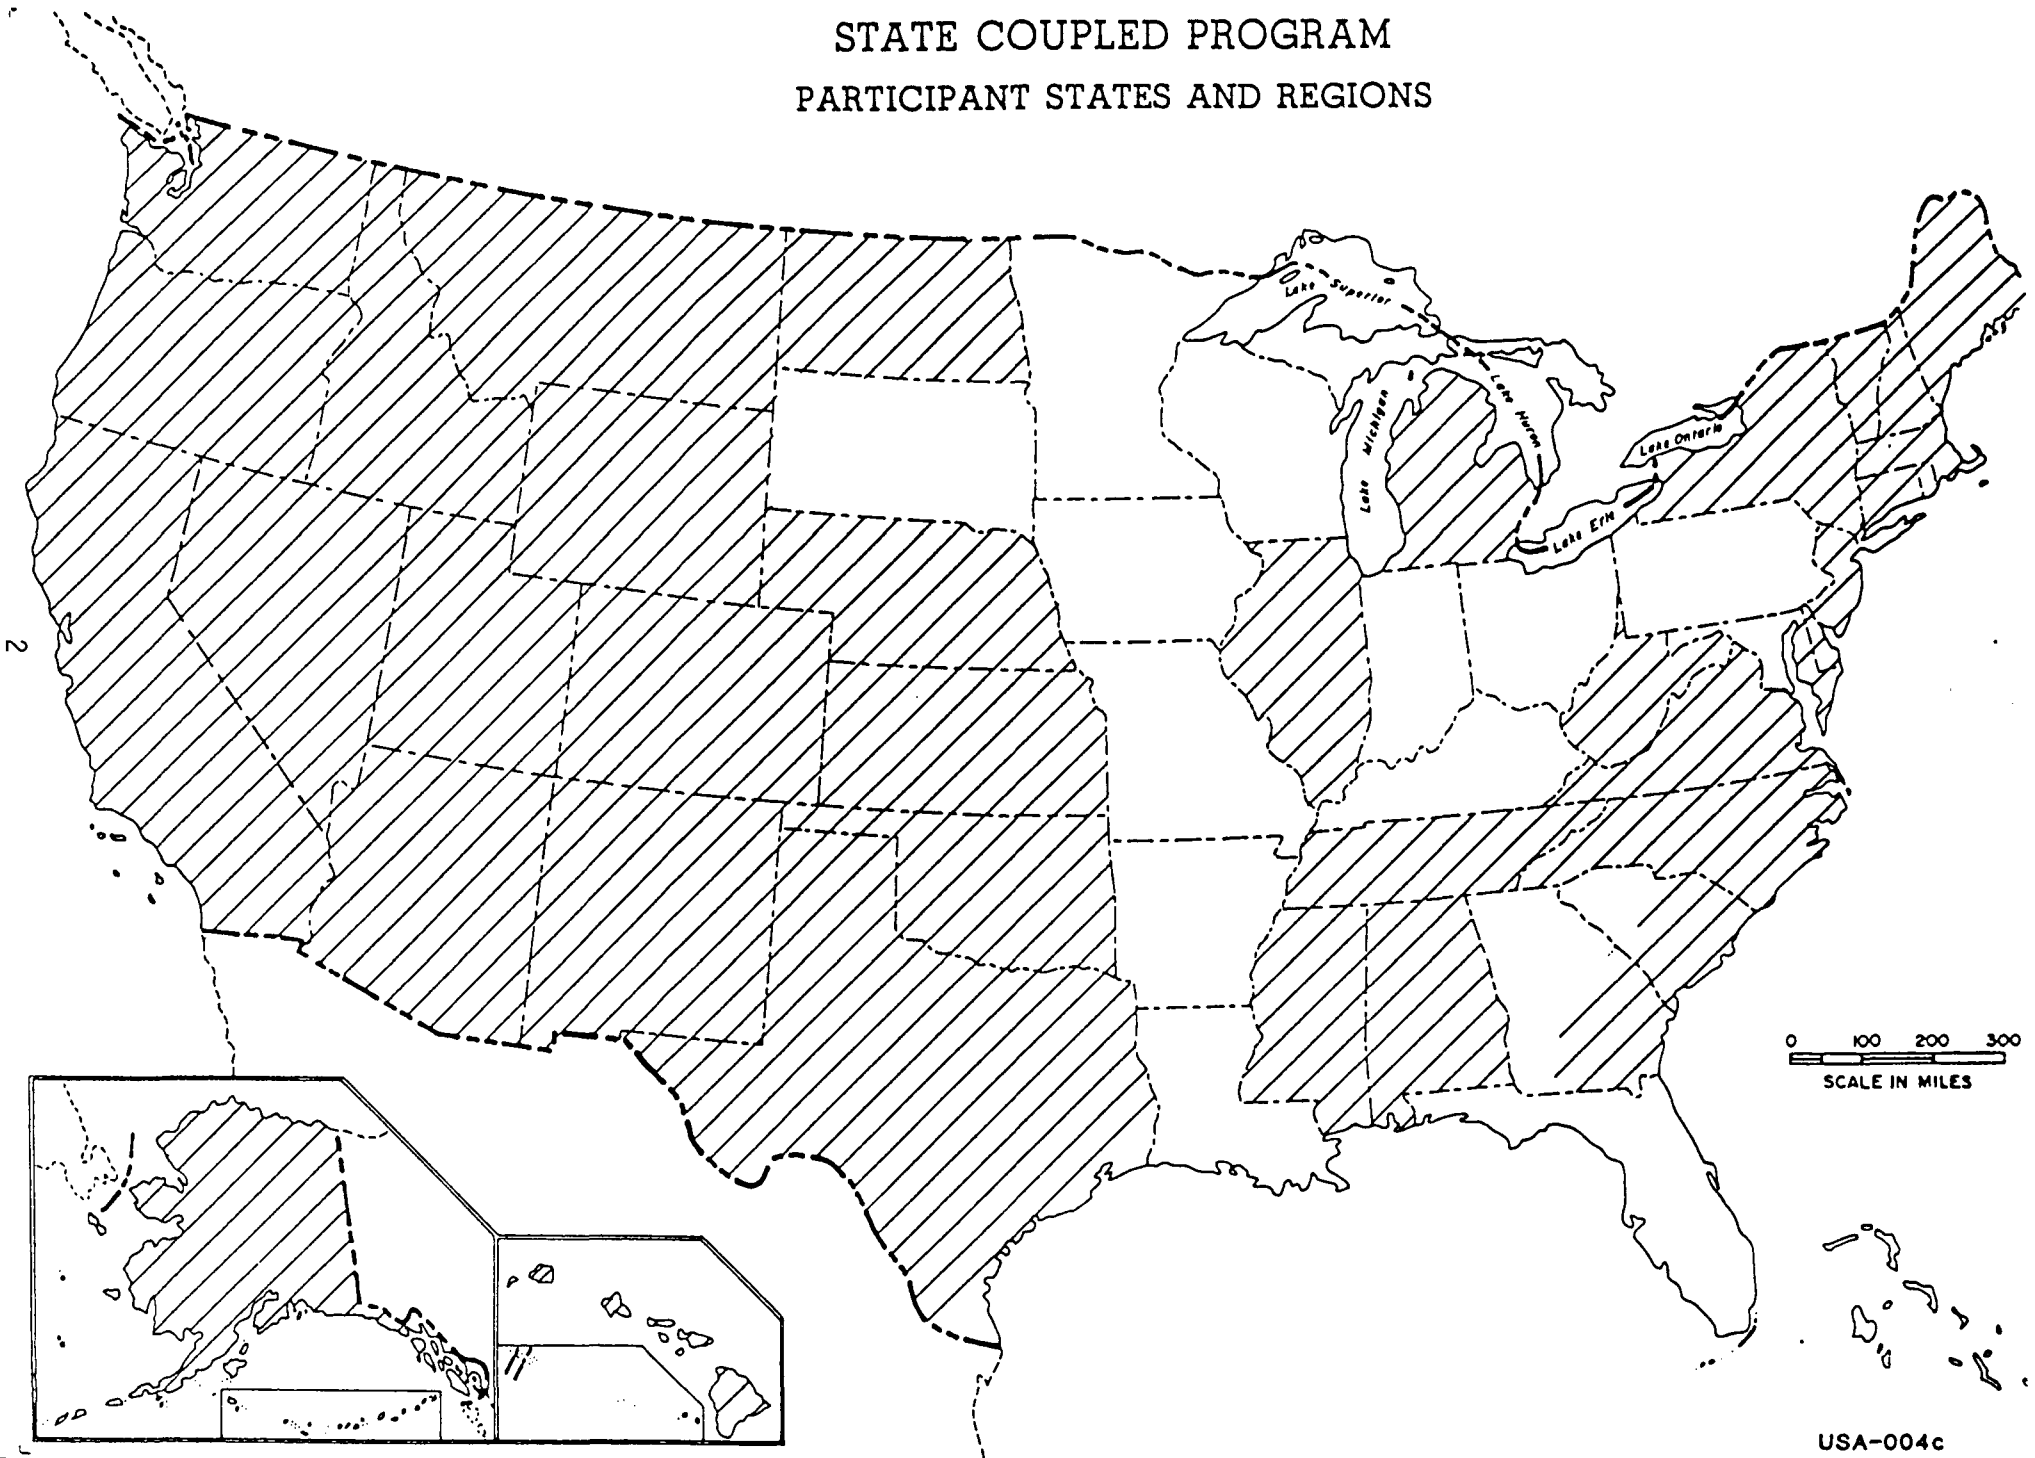 STATE COUPLED PROGRAM
PARTICIPANT STATES AND REGIONS
Lake Superior
Lake Michigan
Lake Huron
Lake Ontario
Lake Erie
2
0 100 200 300
SCALE IN MILES
USA-004c